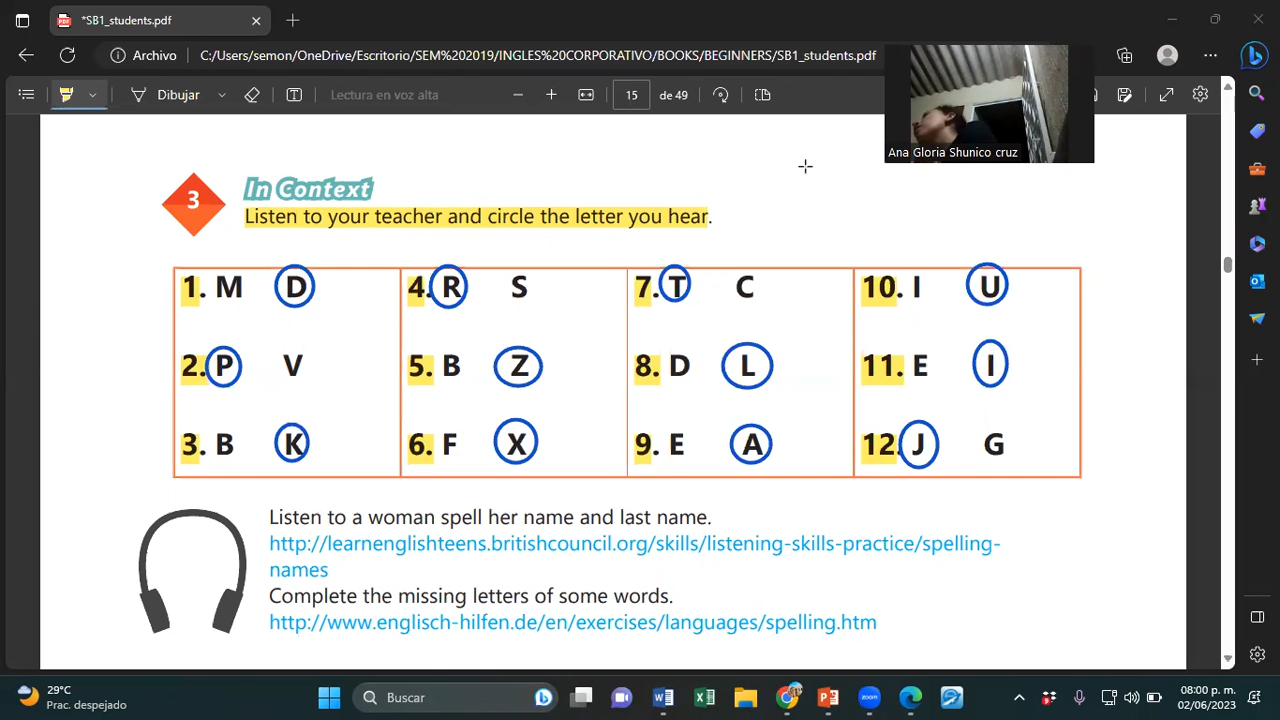 *SB1_students.pdf
Archivo C:/Users/semon/OneDrive/Escritorio/SEM%202019/INGLES%20CORPORATIVO/BOOKS/BEGINNERS/SB1_students.pdf
Dibujar Lectura en voz alta 15 de 49
Ana Gloria Shunico cruz
3
In Context
Listen to your teacher and circle the letter you hear.
1. M D 4. R S 7. T C 10. I U
2. P V 5. B Z 8. D L 11. E I
3. B K 6. F X 9. E A 12. J G
Listen to a woman spell her name and last name.
http://learnenglishteens.britishcouncil.org/skills/listening-skills-practice/spelling-
names
Complete the missing letters of some words.
http://www.englisch-hilfen.de/en/exercises/languages/spelling.htm
29°C
Prac. despejado
Buscar
08:00 p. m.
02/06/2023